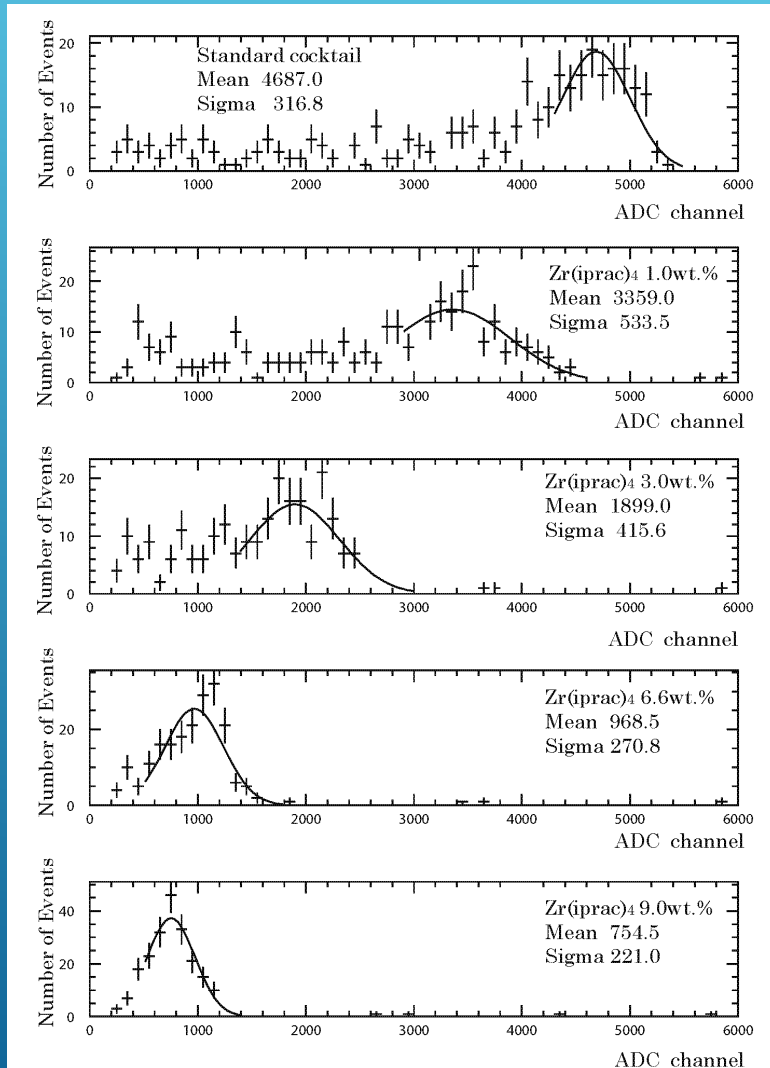 Number of Events
20
10
0
Standard cocktail
Mean 4687.0
Sigma 316.8
0 1000 2000 3000 4000 5000 6000
ADC channel
Number of Events
20
10
0
Zr(iprac)₄ 1.0wt.%
Mean 3359.0
Sigma 533.5
0 1000 2000 3000 4000 5000 6000
ADC channel
Number of Events
20
10
0
Zr(iprac)₄ 3.0wt.%
Mean 1899.0
Sigma 415.6
0 1000 2000 3000 4000 5000 6000
ADC channel
Number of Events
20
0
Zr(iprac)₄ 6.6wt.%
Mean 968.5
Sigma 270.8
0 1000 2000 3000 4000 5000 6000
ADC channel
Number of Events
40
20
0
Zr(iprac)₄ 9.0wt.%
Mean 754.5
Sigma 221.0
0 1000 2000 3000 4000 5000 6000
ADC channel